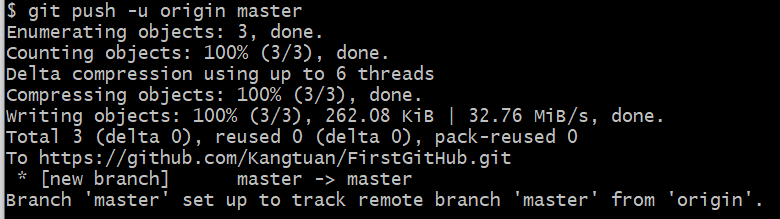 $ git push -u origin master
Enumerating objects: 3, done.
Counting objects: 100% (3/3), done.
Delta compression using up to 6 threads
Compressing objects: 100% (3/3), done.
Writing objects: 100% (3/3), 262.08 KiB | 32.76 MiB/s, done.
Total 3 (delta 0), reused 0 (delta 0), pack-reused 0
To https://github.com/Kangtuan/FirstGitHub.git
 * [new branch]      master -> master
Branch 'master' set up to track remote branch 'master' from 'origin'.